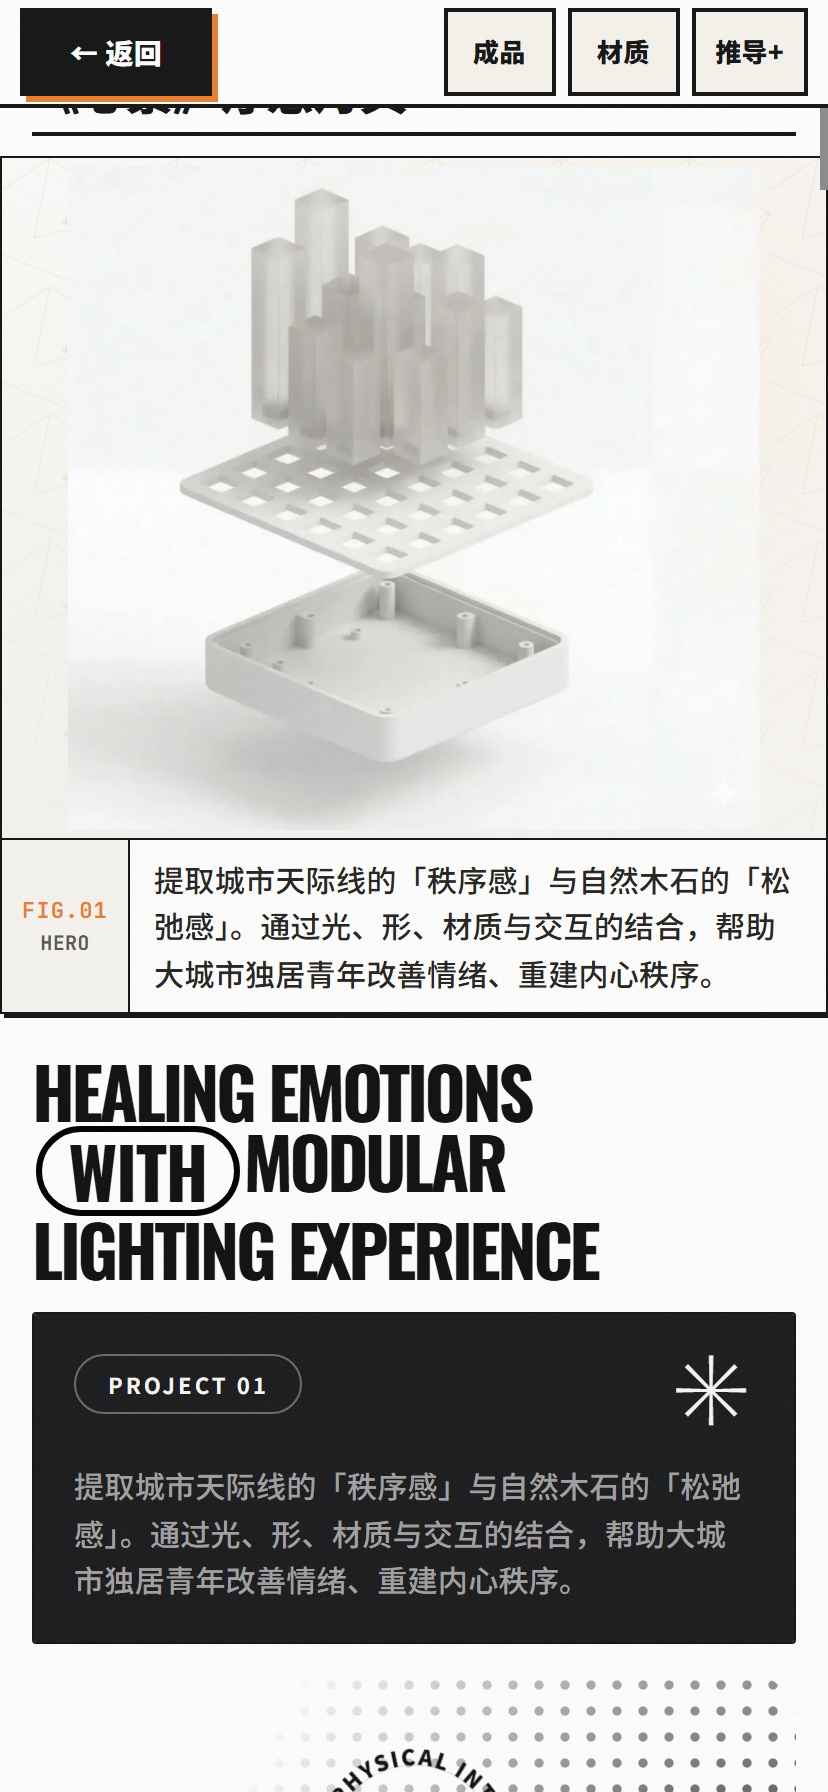 ← 返回
成品
材质
推导+
FIG.01
HERO
提取城市天际线的「秩序感」与自然木石的「松
弛感」。通过光、形、材质与交互的结合，帮助
大城市独居青年改善情绪、重建内心秩序。
HEALING EMOTIONS
WITH MODULAR
LIGHTING EXPERIENCE
PROJECT 01
提取城市天际线的「秩序感」与自然木石的「松弛
感」。通过光、形、材质与交互的结合，帮助大城
市独居青年改善情绪、重建内心秩序。
PHYSICAL INT